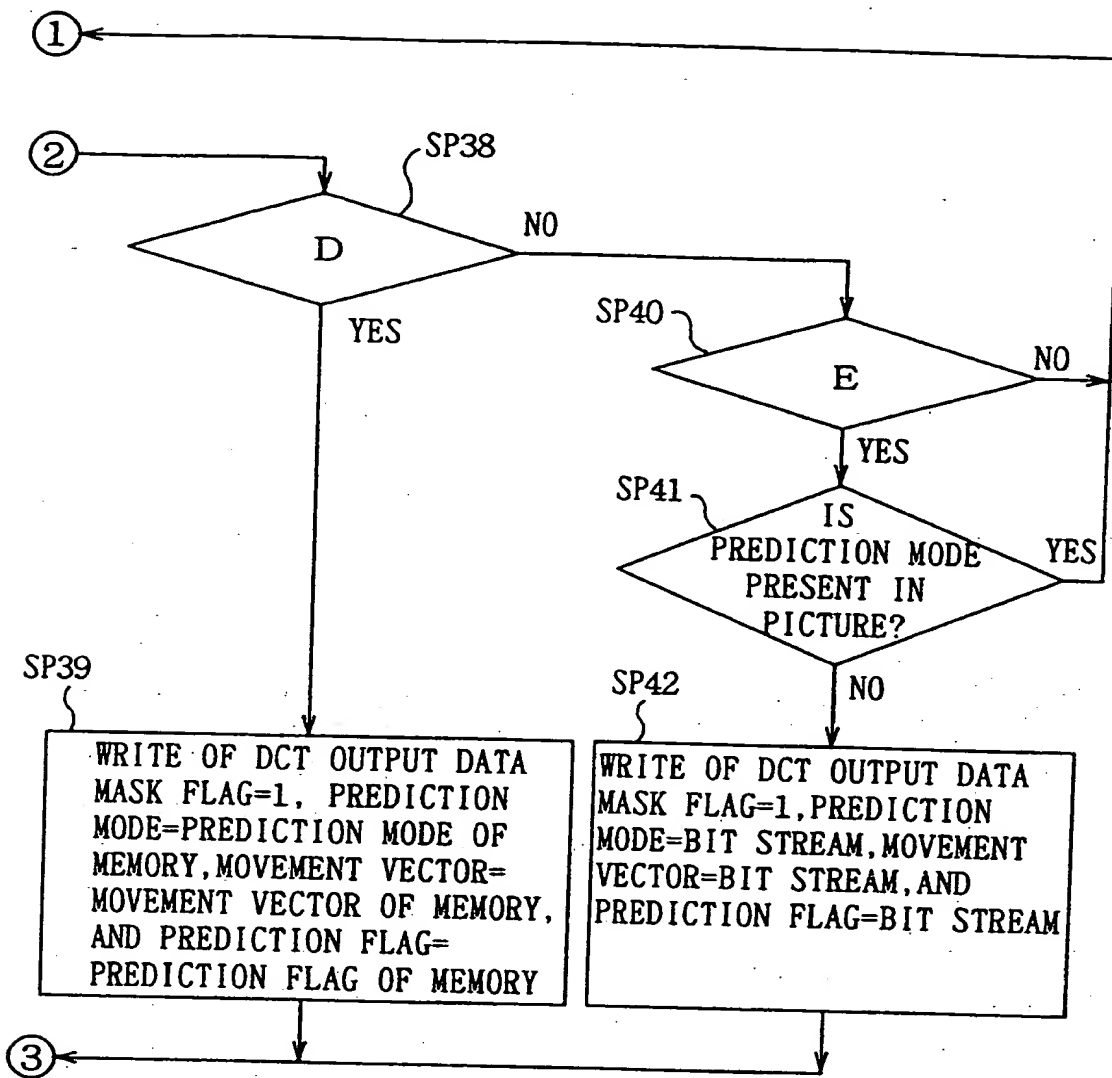 ①
②
SP38
D
NO
YES
SP40
E
NO
YES
SP41
IS
PREDICTION MODE
PRESENT IN
PICTURE?
YES
NO
SP39
WRITE OF DCT OUTPUT DATA
MASK FLAG=1, PREDICTION
MODE=PREDICTION MODE OF
MEMORY,MOVEMENT VECTOR=
MOVEMENT VECTOR OF MEMORY,
AND PREDICTION FLAG=
PREDICTION FLAG OF MEMORY
SP42
WRITE OF DCT OUTPUT DATA
MASK FLAG=1,PREDICTION
MODE=BIT STREAM,MOVEMENT
VECTOR=BIT STREAM,AND
PREDICTION FLAG=BIT STREAM
③